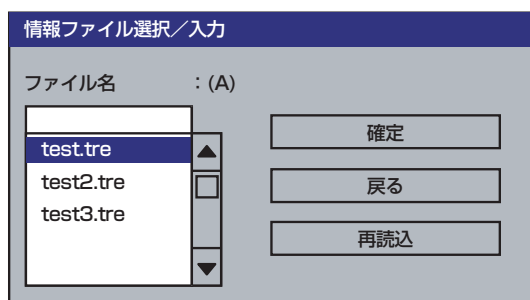 情報ファイル選択／入力
ファイル名 : (A)
test.tre
test2.tre
test3.tre
確定
戻る
再読込